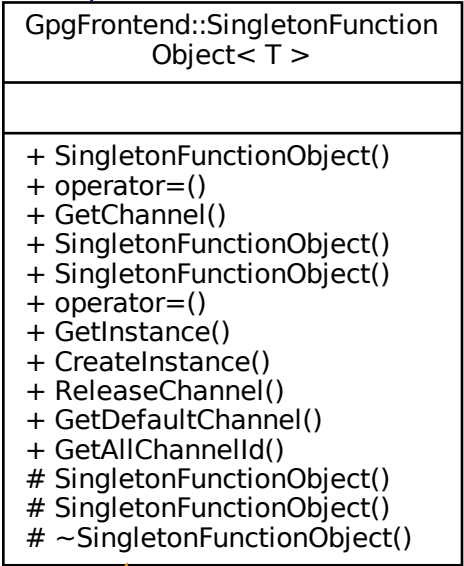 GpgFrontend::SingletonFunction
Object< T >
+ SingletonFunctionObject()
+ operator=()
+ GetChannel()
+ SingletonFunctionObject()
+ SingletonFunctionObject()
+ operator=()
+ GetInstance()
+ CreateInstance()
+ ReleaseChannel()
+ GetDefaultChannel()
+ GetAllChannelId()
# SingletonFunctionObject()
# SingletonFunctionObject()
# ~SingletonFunctionObject()